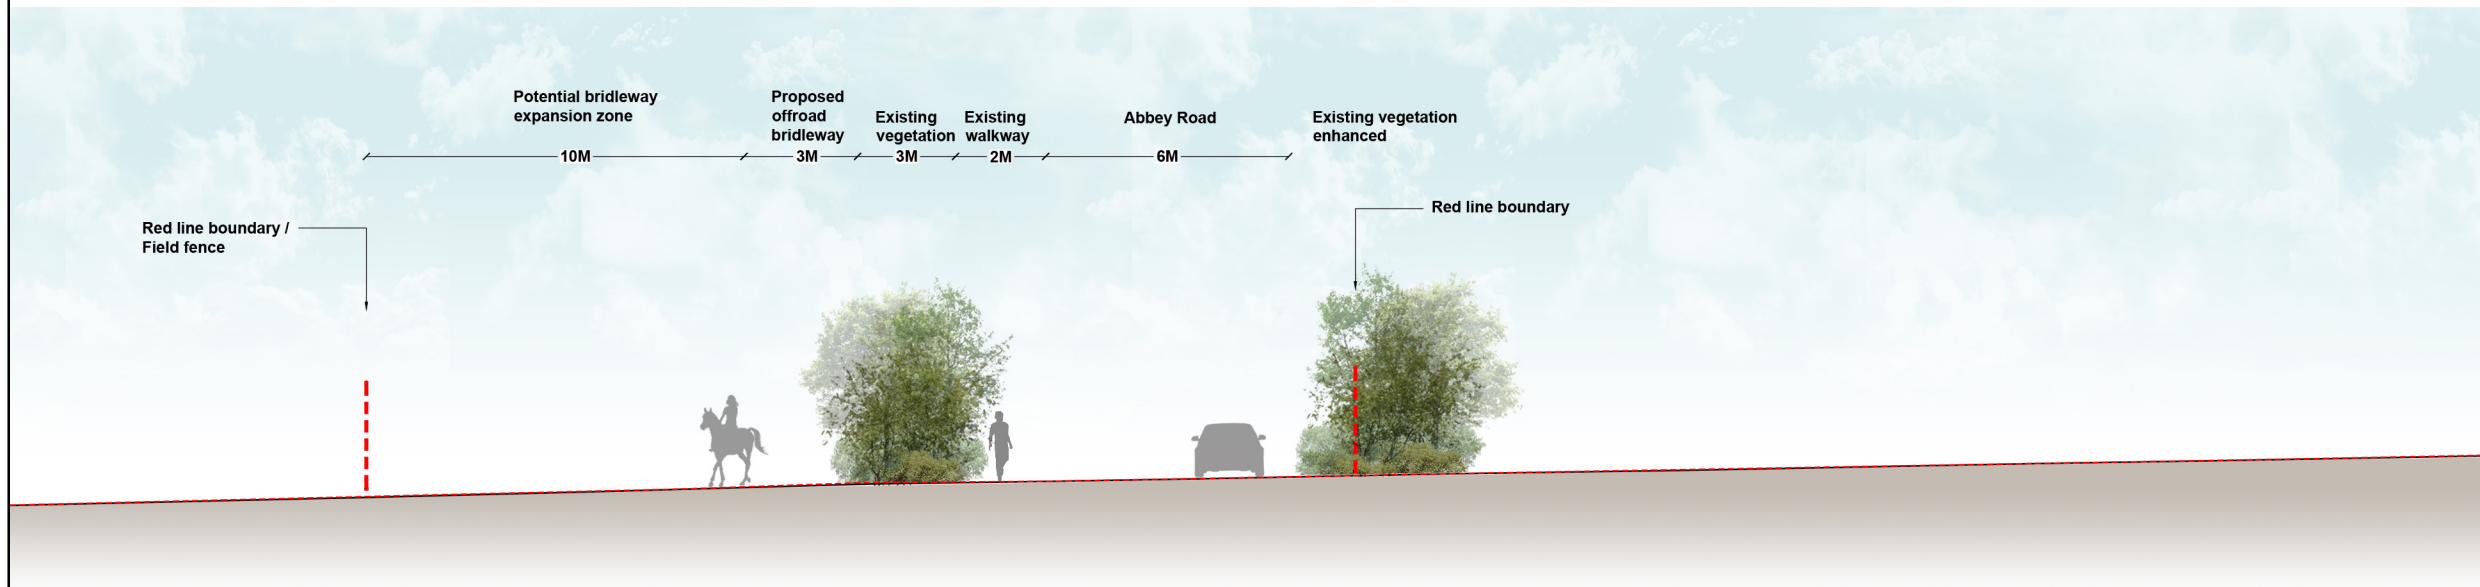 Potential bridleway
expansion zone
Proposed
offroad
bridleway
Existing
vegetation
Existing
walkway
Abbey Road
Existing vegetation
enhanced
10M
3M
3M
2M
6M
Red line boundary /
Field fence
Red line boundary